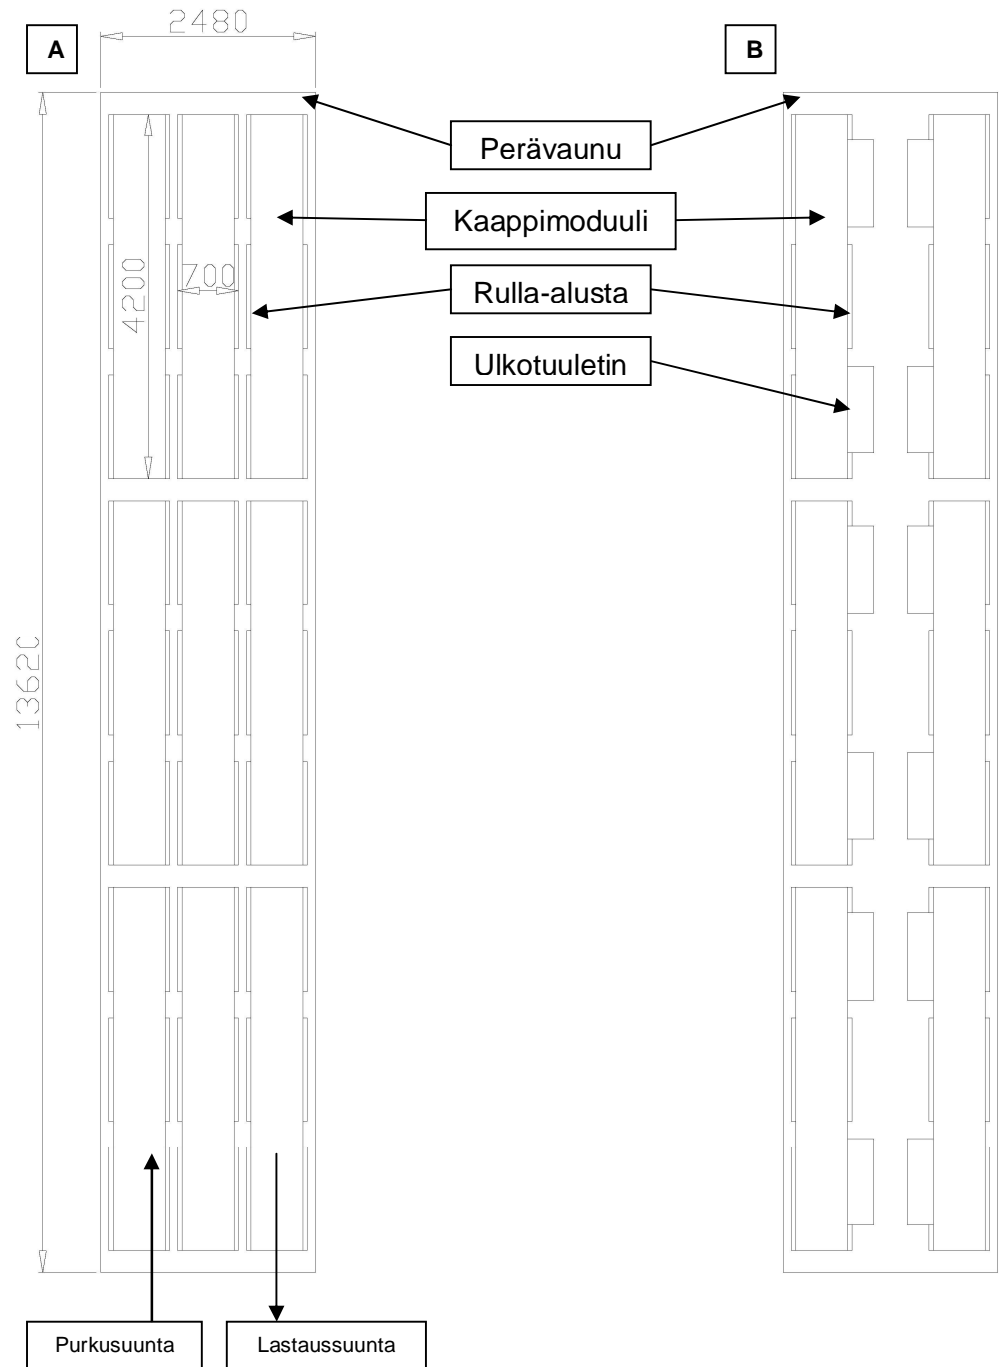 2480
A
B
Perävaunu
Kaappimoduuli
700
4200
Rulla-alusta
Ulkotuuletin
13620
Purkusuunta
Lastaussuunta